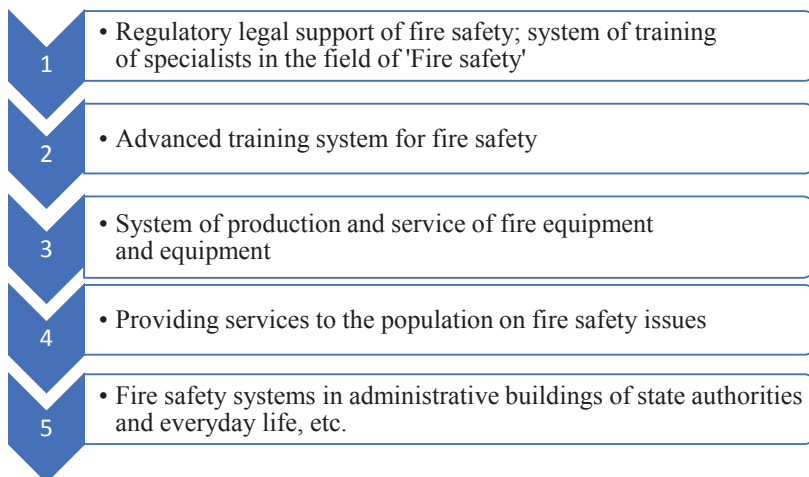 1
• Regulatory legal support of fire safety; system of training
of specialists in the field of 'Fire safety'
2
• Advanced training system for fire safety
3
• System of production and service of fire equipment
and equipment
4
• Providing services to the population on fire safety issues
5
• Fire safety systems in administrative buildings of state authorities
and everyday life, etc.